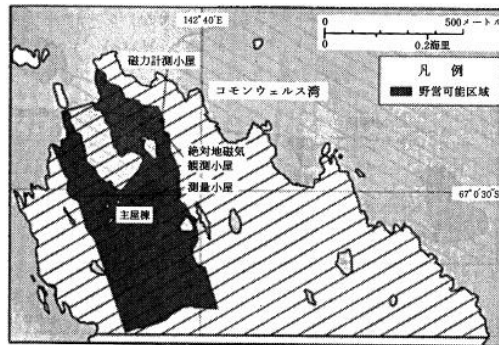 142°40′E
0
500メートル
0
0.2海里
磁力計測小屋
凡 例
野営可能区域
コモンウェルス湾
絶対地磁気
観測小屋
測量小屋
67°0′30″S
主屋棟